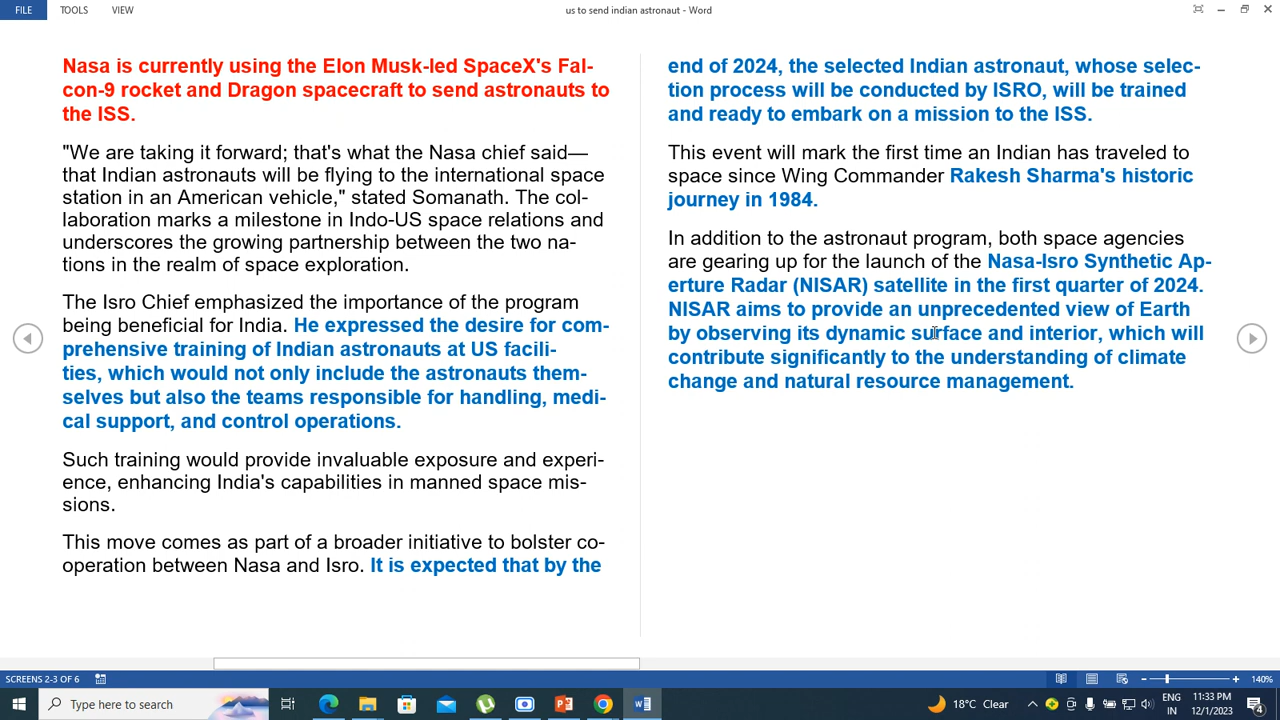 FILE TOOLS VIEW
us to send indian astronaut - Word
Nasa is currently using the Elon Musk-led SpaceX's Fal-
con-9 rocket and Dragon spacecraft to send astronauts to
the ISS.
"We are taking it forward; that's what the Nasa chief said—
that Indian astronauts will be flying to the international space
station in an American vehicle," stated Somanath. The col-
laboration marks a milestone in Indo-US space relations and
underscores the growing partnership between the two na-
tions in the realm of space exploration.
The Isro Chief emphasized the importance of the program
being beneficial for India. He expressed the desire for com-
prehensive training of Indian astronauts at US facili-
ties, which would not only include the astronauts them-
selves but also the teams responsible for handling, medi-
cal support, and control operations.
Such training would provide invaluable exposure and experi-
ence, enhancing India's capabilities in manned space mis-
sions.
This move comes as part of a broader initiative to bolster co-
operation between Nasa and Isro. It is expected that by the
end of 2024, the selected Indian astronaut, whose selec-
tion process will be conducted by ISRO, will be trained
and ready to embark on a mission to the ISS.
This event will mark the first time an Indian has traveled to
space since Wing Commander Rakesh Sharma's historic
journey in 1984.
In addition to the astronaut program, both space agencies
are gearing up for the launch of the Nasa-Isro Synthetic Ap-
erture Radar (NISAR) satellite in the first quarter of 2024.
NISAR aims to provide an unprecedented view of Earth
by observing its dynamic surface and interior, which will
contribute significantly to the understanding of climate
change and natural resource management.
SCREENS 2-3 OF 6
140%
Type here to search
18°C Clear
ENG
IN
11:33 PM
12/1/2023
4